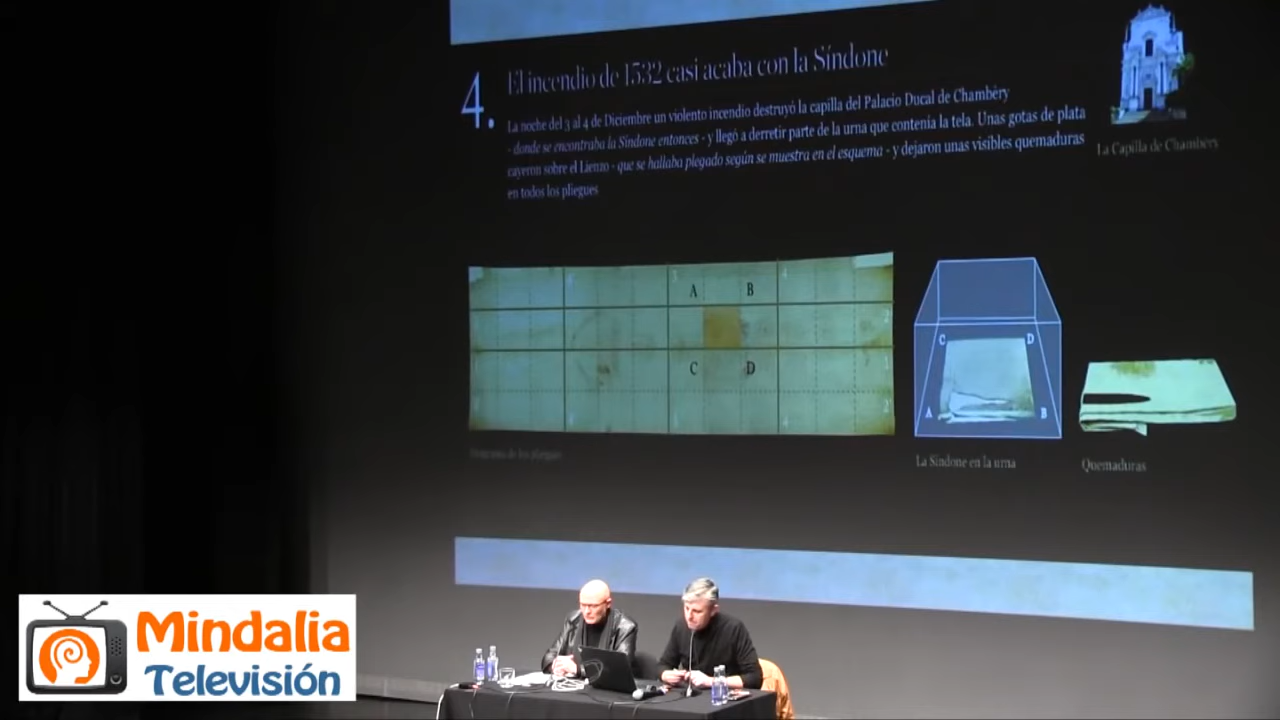 4.
El incendio de 1532 casi acaba con la Síndone
La noche del 3 al 4 de Diciembre un violento incendio destruyó la capilla del Palacio Ducal de Chambéry
- donde se encontraba la Síndone entonces - y llegó a derretir parte de la urna que contenía la tela. Unas gotas de plata
cayeron sobre el Lienzo - que se hallaba plegado según se muestra en el esquema - y dejaron unas visibles quemaduras
en todos los pliegues
La Capilla de Chambéry
A B
C D
C D
A B
de los pliegues
La Síndone en la urna
Quemaduras
Mindalia
Televisión